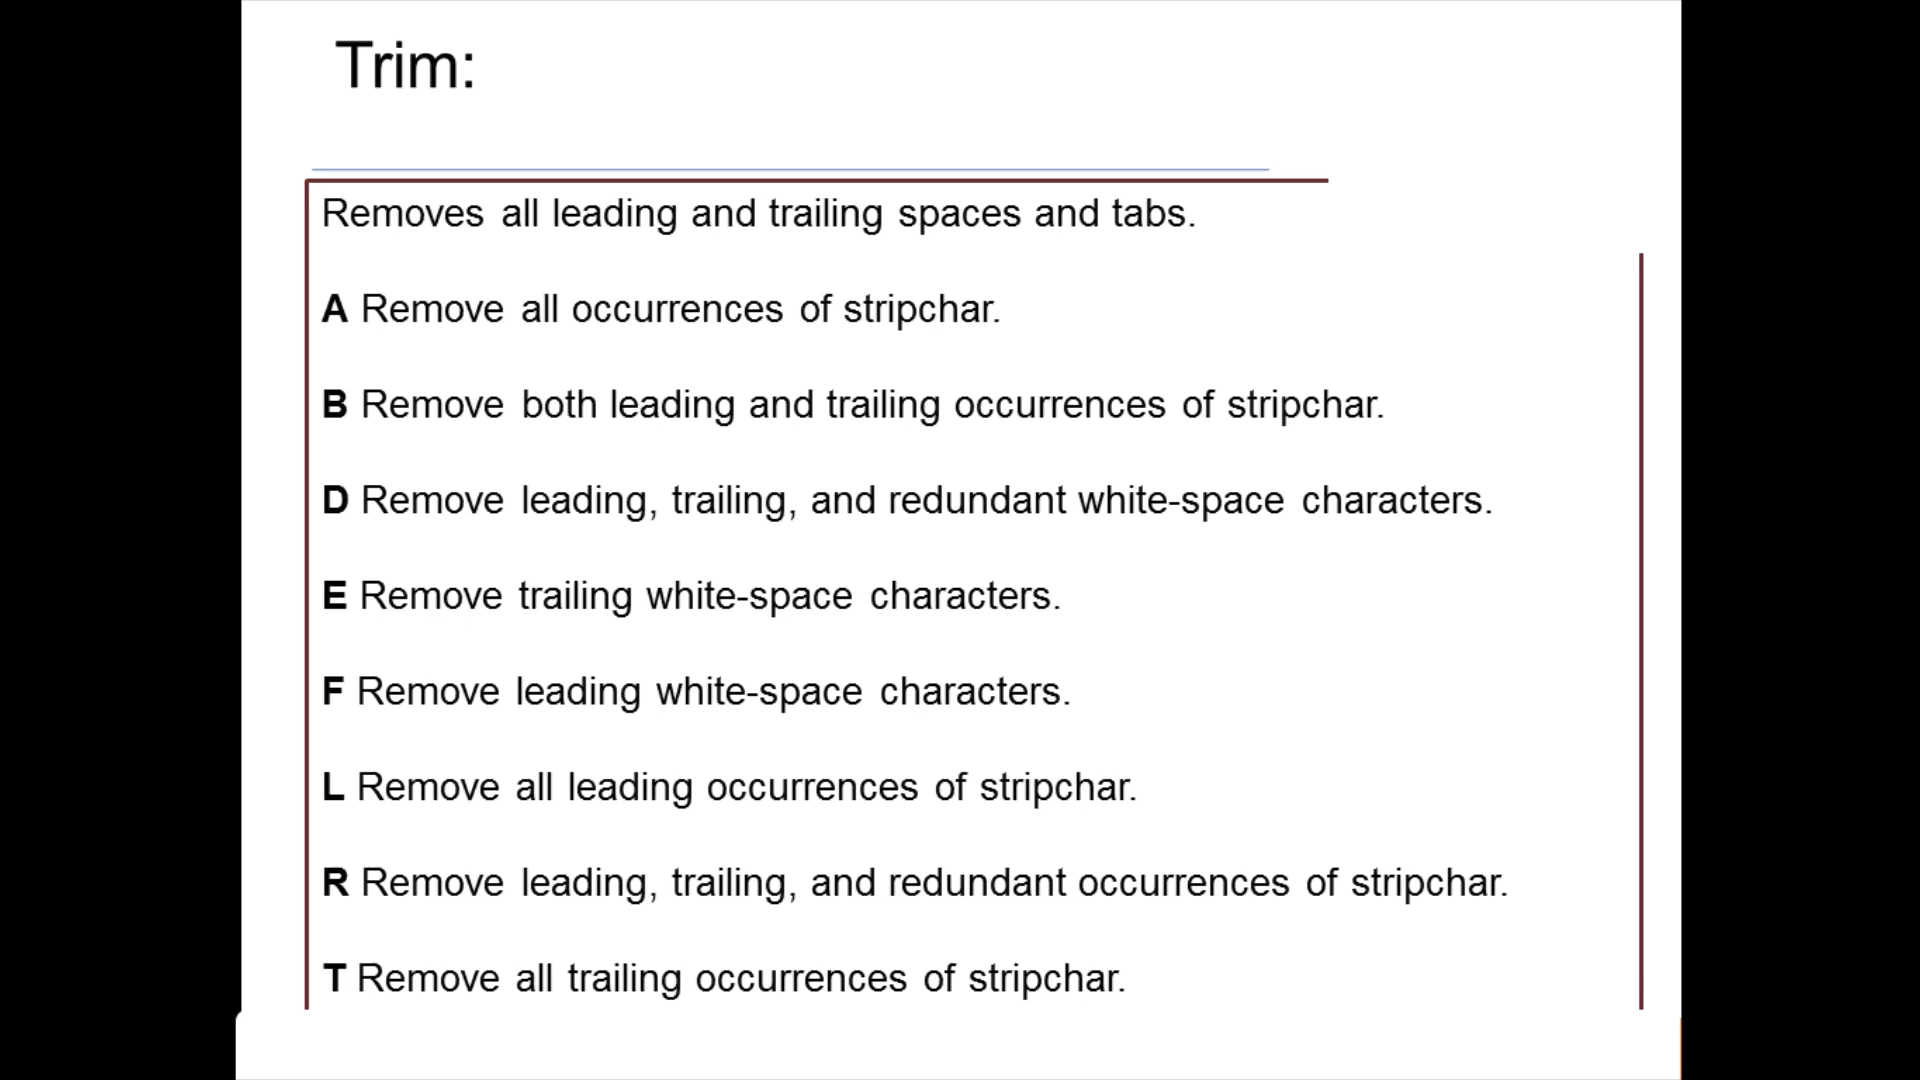 Trim:
Removes all leading and trailing spaces and tabs.
A Remove all occurrences of stripchar.
B Remove both leading and trailing occurrences of stripchar.
D Remove leading, trailing, and redundant white-space characters.
E Remove trailing white-space characters.
F Remove leading white-space characters.
L Remove all leading occurrences of stripchar.
R Remove leading, trailing, and redundant occurrences of stripchar.
T Remove all trailing occurrences of stripchar.